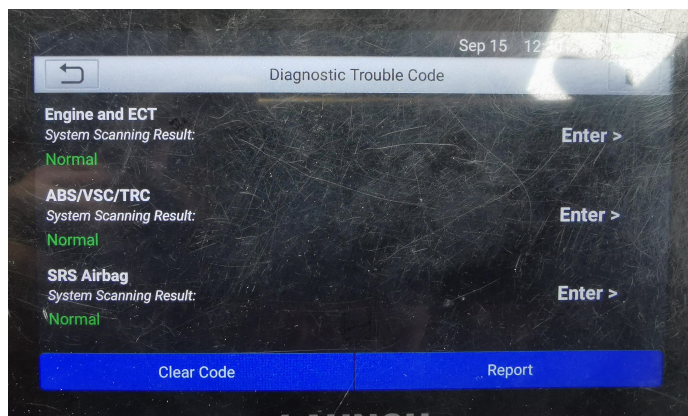 Sep 15
Diagnostic Trouble Code
Engine and ECT
System Scanning Result:
Enter >
Normal
ABS/VSC/TRC
System Scanning Result:
Enter >
Normal
SRS Airbag
System Scanning Result:
Enter >
Normal
Clear Code
Report
LAUNCH